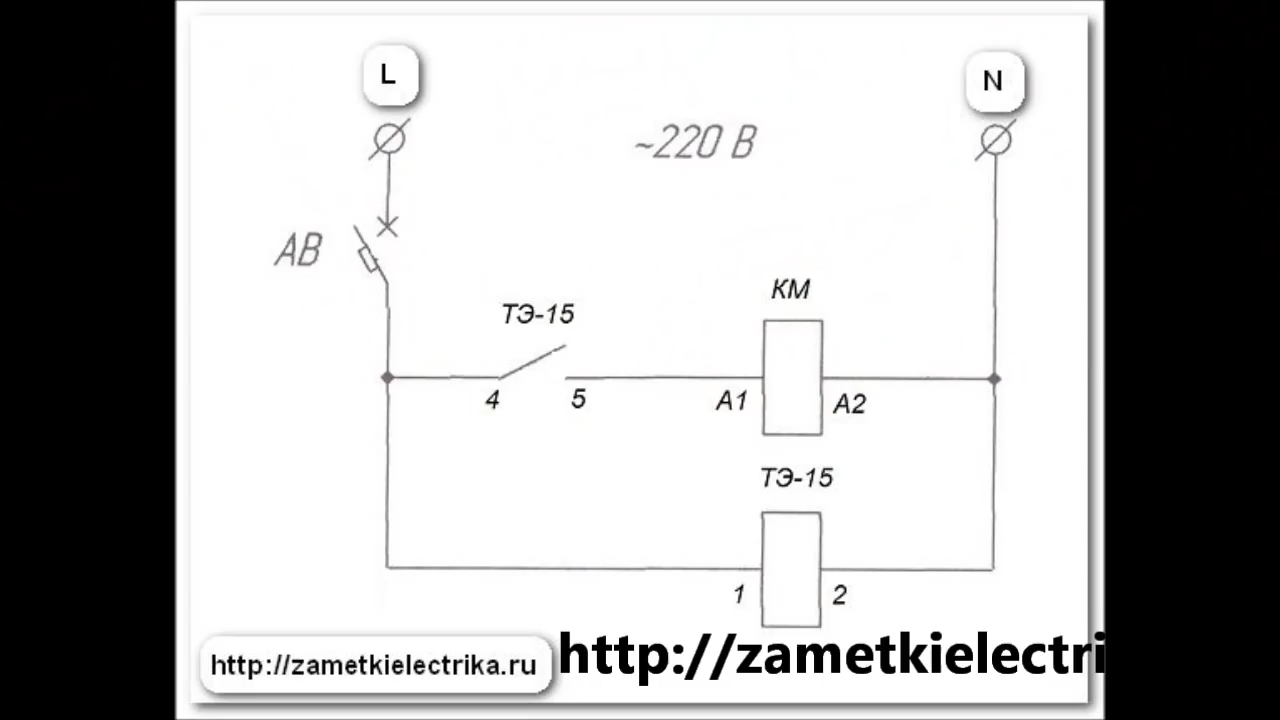 L
N
~220 В
АВ
КМ
ТЭ-15
4
5
А1
А2
ТЭ-15
1
2
http://zametkielectrika.ru
http://zametkielectri